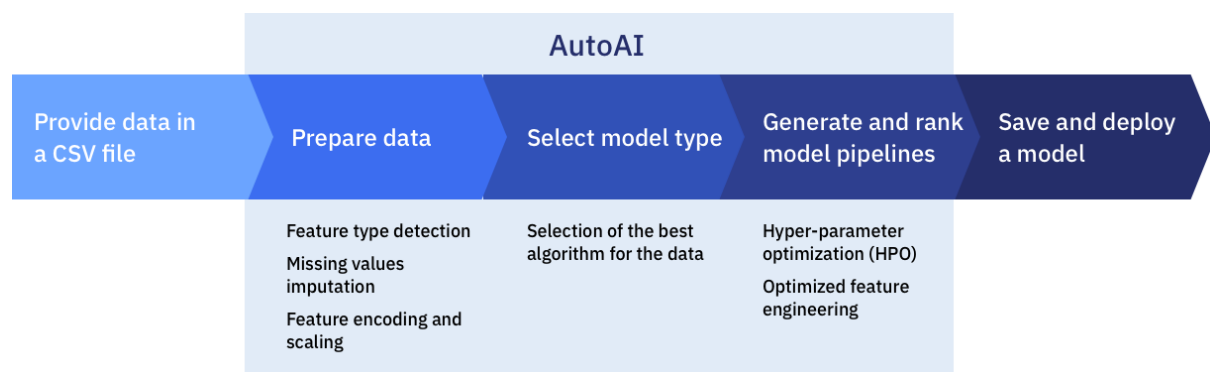 AutoAI
Provide data in
a CSV file
Prepare data
Select model type
Generate and rank
model pipelines
Save and deploy
a model
Feature type detection
Missing values
imputation
Feature encoding and
scaling
Selection of the best
algorithm for the data
Hyper-parameter
optimization (HPO)
Optimized feature
engineering